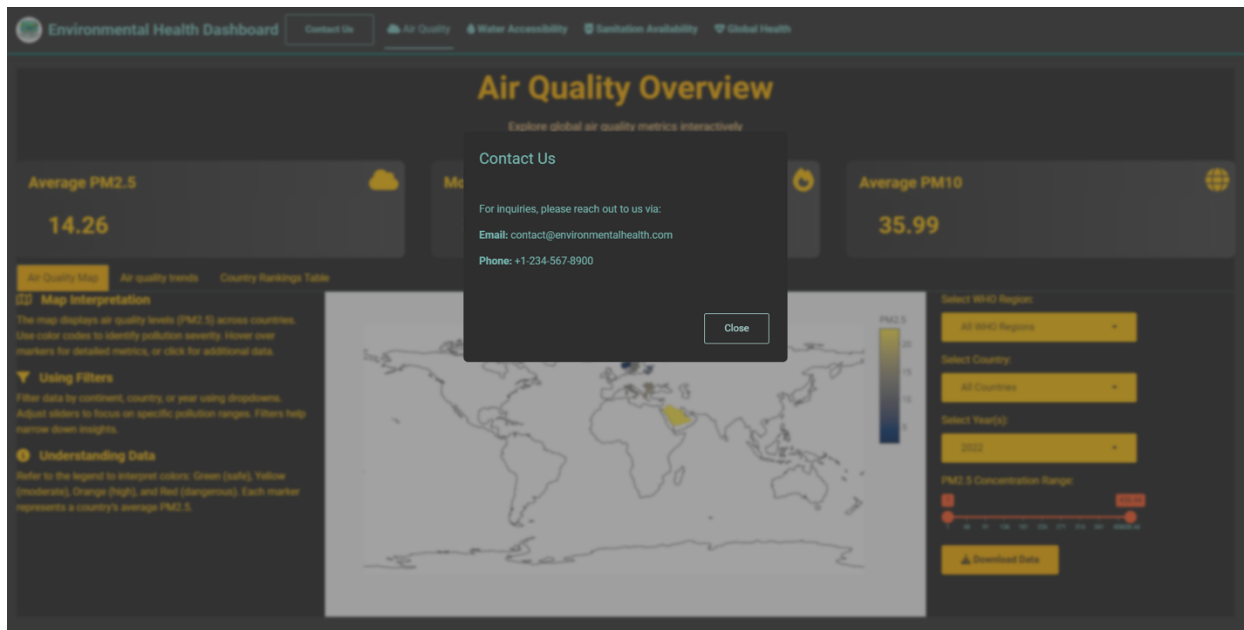 Environmental Health Dashboard
Contact Us
Air Quality
Water Accessibility
Sanitation Availability
Global Health
Air Quality Overview
Explore global air quality metrics interactively
Average PM2.5
14.26
Mo
Average PM10
35.99
Contact Us
For inquiries, please reach out to us via:
Email: contact@environmentalhealth.com
Phone: +1-234-567-8900
Close
Air Quality Map
Air quality trends
Country Rankings Table
Map Interpretation
The map displays air quality levels (PM2.5) across countries.
Use color codes to identify pollution severity. Hover over
markers for detailed metrics, or click for additional data.
Using Filters
Filter data by continent, country, or year using dropdowns.
Adjust sliders to focus on specific pollution ranges. Filters help
narrow down insights.
Understanding Data
Refer to the legend to interpret colors: Green (safe), Yellow
(moderate), Orange (high), and Red (dangerous). Each marker
represents a country's average PM2.5.
PM2.5
20
15
10
5
Select WHO Region:
All WHO Regions
Select Country:
All Countries
Select Year(s):
2022
PM2.5 Concentration Range:
Download Data